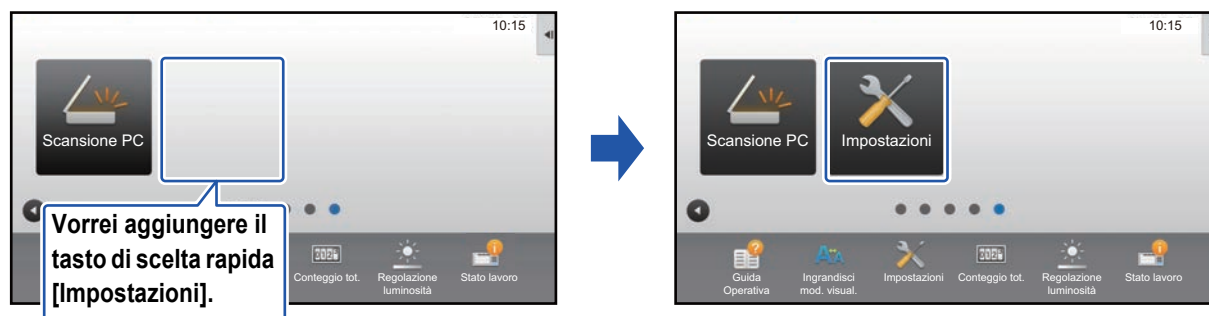 10:15
Scansione PC
Vorrei aggiungere il
tasto di scelta rapida
[Impostazioni].
Conteggio tot.
Regolazione
luminosità
Stato lavoro
10:15
Scansione PC
Impostazioni
Guida
Operativa
Ingrandisci
mod. visual.
Impostazioni
Conteggio tot.
Regolazione
luminosità
Stato lavoro